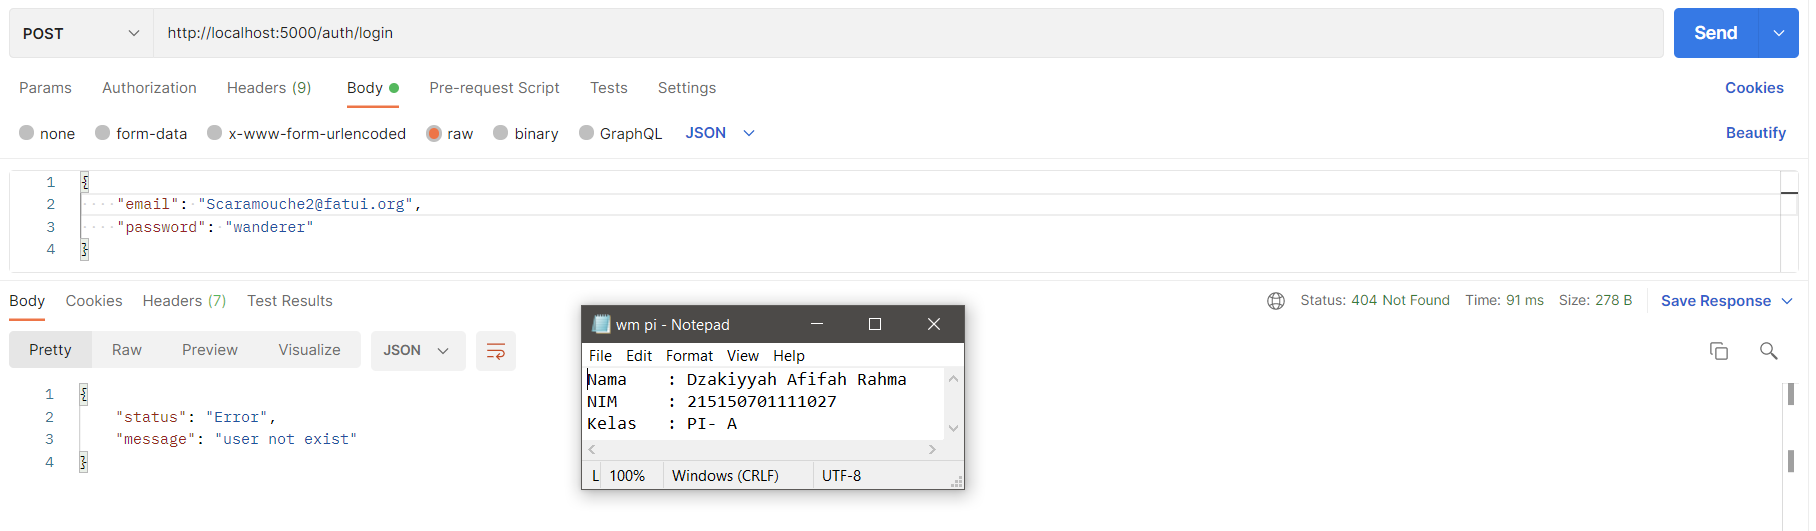 POST http://localhost:5000/auth/login Send
Params Authorization Headers (9) Body Pre-request Script Tests Settings Cookies
none form-data x-www-form-urlencoded raw binary GraphQL JSON Beautify
1 {
2 "email": "Scaramouche2@fatui.org",
3 "password": "wanderer"
4 }
Body Cookies Headers (7) Test Results Status: 404 Not Found Time: 91 ms Size: 278 B Save Response
Pretty Raw Preview Visualize JSON
1 {
2 "status": "Error",
3 "message": "user not exist"
4 }
wm pi - Notepad
File Edit Format View Help
Nama : Dzakiyyah Afifah Rahma
NIM : 215150701111027
Kelas : PI- A
L 100% Windows (CRLF) UTF-8